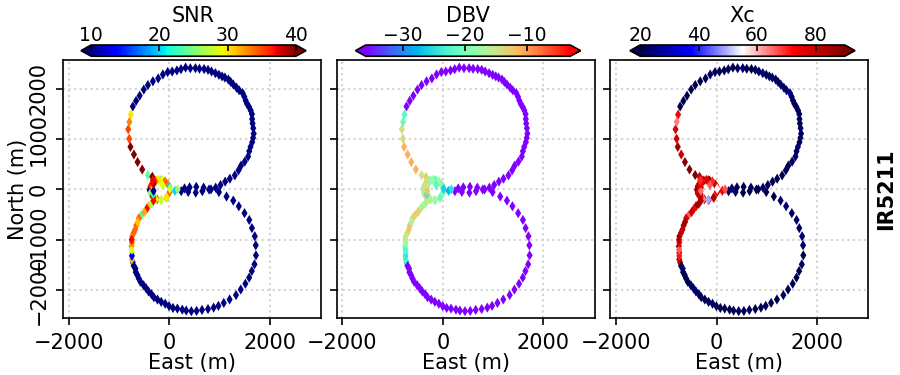 SNR DBV Xc
10 20 30 40 −30 −20 −10 20 40 60 80
North (m)
2000
1000
0
−1000
−2000
−2000 0 2000 −2000 0 2000 −2000 0 2000
East (m) East (m) East (m)
IR5211